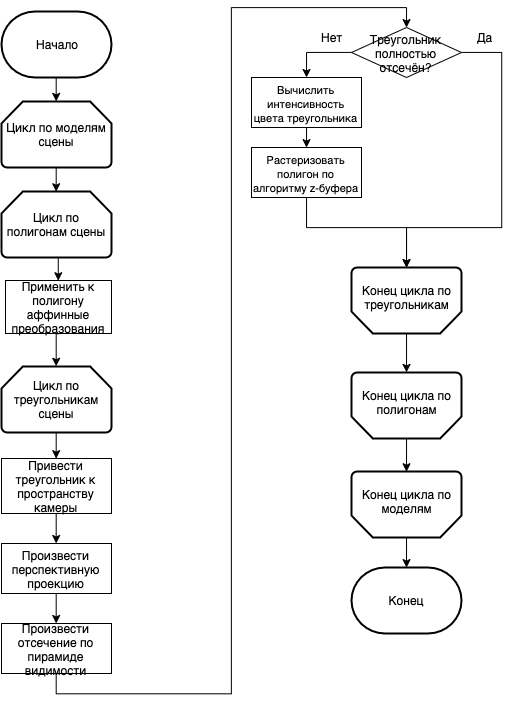 Начало
Цикл по моделям
сцены
Цикл по
полигонам сцены
Применить к
полигону
аффинные
преобразования
Цикл по
треугольникам
сцены
Привести
треугольник к
пространству
камеры
Произвести
перспективную
проекцию
Произвести
отсечение по
пирамиде
видимости
Треугольник
полностью
отсечён?
Нет
Да
Вычислить
интенсивность
цвета треугольника
Растеризовать
полигон по
алгоритму z-буфера
Конец цикла по
треугольникам
Конец цикла по
полигонам
Конец цикла по
моделям
Конец